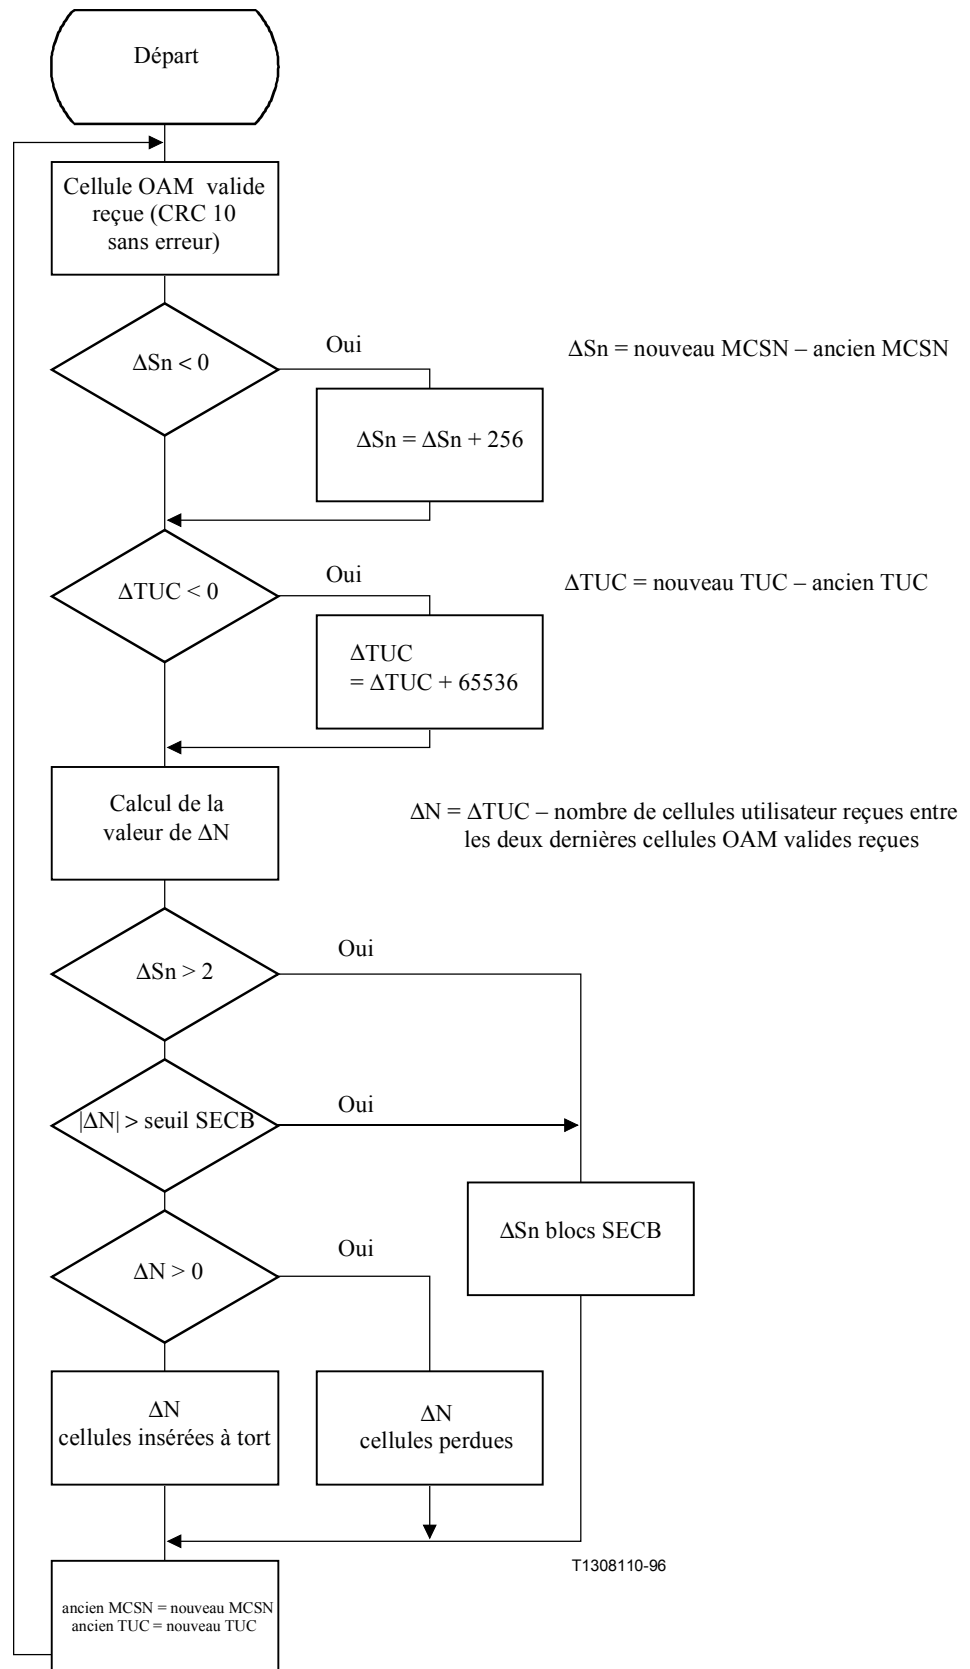 Départ
Cellule OAM valide
reçue (CRC 10
sans erreur)
ΔSn < 0
Oui
ΔSn = nouveau MCSN – ancien MCSN
ΔSn = ΔSn + 256
ΔTUC < 0
Oui
ΔTUC = nouveau TUC – ancien TUC
ΔTUC
= ΔTUC + 65536
Calcul de la
valeur de ΔN
ΔN = ΔTUC – nombre de cellules utilisateur reçues entre
les deux dernières cellules OAM valides reçues
ΔSn > 2
Oui
|ΔN| > seuil SECB
Oui
ΔSn blocs SECB
ΔN > 0
Oui
ΔN
cellules insérées à tort
ΔN
cellules perdues
T1308110-96
ancien MCSN = nouveau MCSN
ancien TUC = nouveau TUC